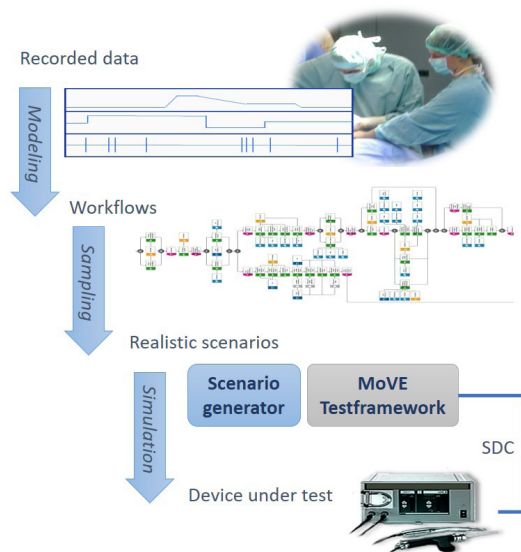 Recorded data
Modeling
Workflows
Sampling
Realistic scenarios
Simulation
Scenario
generator
MoVE
Testframework
SDC
Device under test